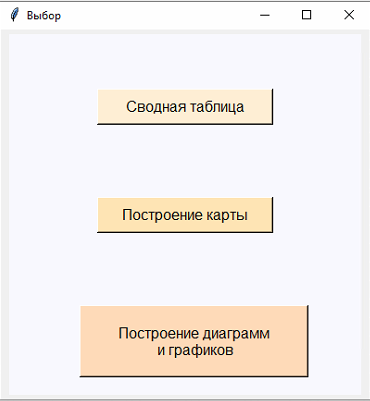 Выбор
Сводная таблица
Построение карты
Построение диаграмм
и графиков